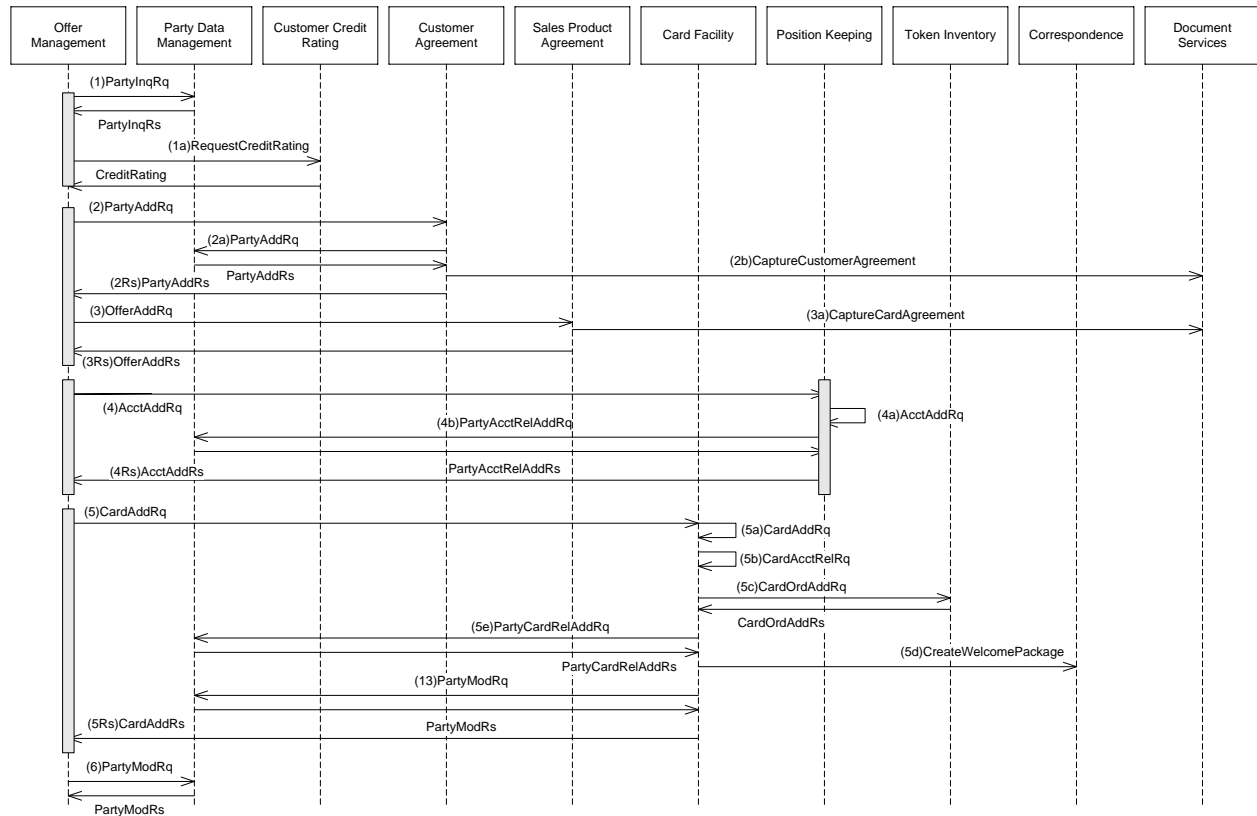 Offer
Management
Party Data
Management
Customer Credit
Rating
Customer
Agreement
Sales Product
Agreement
Card Facility
Position Keeping
Token Inventory
Correspondence
Document
Services
(1)PartyInqRq
PartyInqRs
(1a)RequestCreditRating
CreditRating
(2)PartyAddRq
(2a)PartyAddRq
PartyAddRs
(2b)CaptureCustomerAgreement
(2Rs)PartyAddRs
(3)OfferAddRq
(3a)CaptureCardAgreement
(3Rs)OfferAddRs
(4)AcctAddRq
(4a)AcctAddRq
(4b)PartyAcctRelAddRq
(4Rs)AcctAddRs
PartyAcctRelAddRs
(5)CardAddRq
(5a)CardAddRq
(5b)CardAcctRelRq
(5c)CardOrdAddRq
CardOrdAddRs
(5e)PartyCardRelAddRq
PartyCardRelAddRs
(5d)CreateWelcomePackage
(13)PartyModRq
(5Rs)CardAddRs
PartyModRs
(6)PartyModRq
PartyModRs